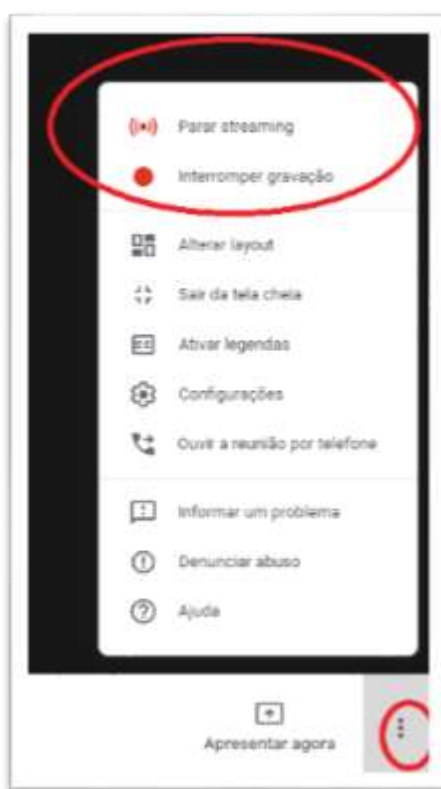 Parar streaming
Interromper gravação
Alterar layout
Sair da tela cheia
Ativar legendas
Configurações
Ouvir a reunião por telefone
Informar um problema
Denunciar abuso
Ajuda
Apresentar agora